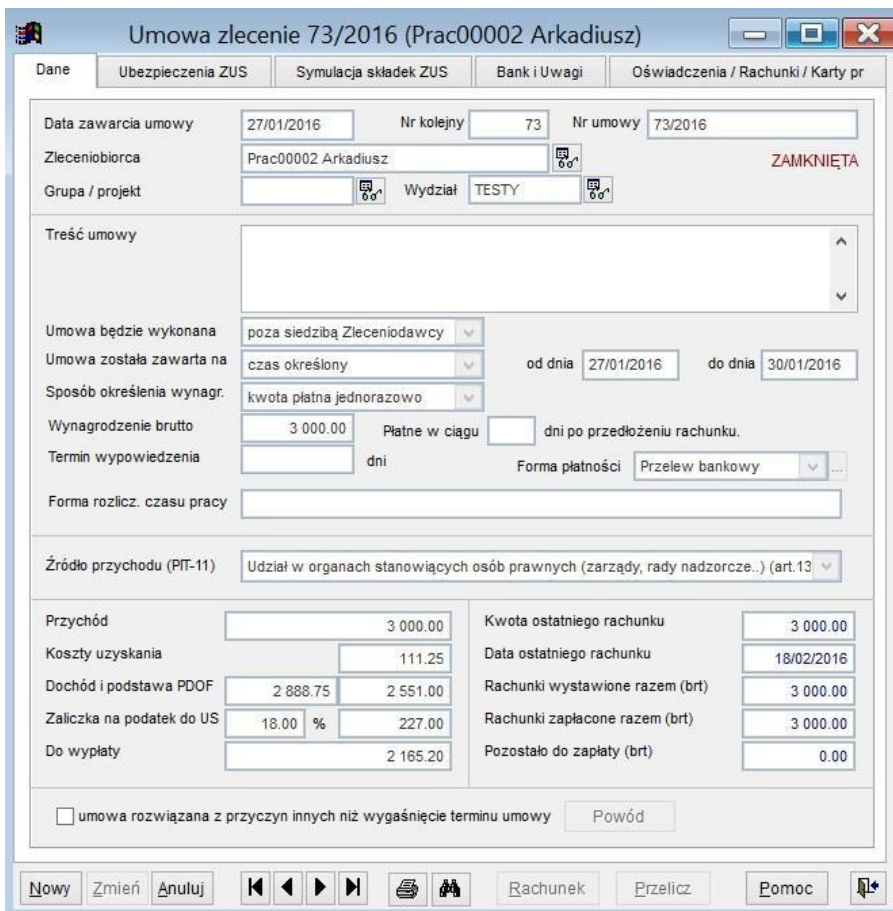 Umowa zlecenie 73/2016 (Prac00002 Arkadiusz)
Dane Ubezpieczenia ZUS Symulacja składek ZUS Bank i Uwagi Oświadczenia / Rachunki / Karty pr
Data zawarcia umowy 27/01/2016 Nr kolejny 73 Nr umowy 73/2016
Zleceniobiorca Prac00002 Arkadiusz ZAMKNIĘTA
Grupa / projekt Wydział TESTY
Treść umowy
Umowa będzie wykonana poza siedzibą Zleceniodawcy
Umowa została zawarta na czas określony od dnia 27/01/2016 do dnia 30/01/2016
Sposób określenia wynagr. kwota płatna jednorazowo
Wynagrodzenie brutto 3 000.00 Płatne w ciągu dni po przedłożeniu rachunku.
Termin wypowiedzenia dni Forma płatności Przelew bankowy ...
Forma rozlicz. czasu pracy
Źródło przychodu (PIT-11) Udział w organach stanowiących osób prawnych (zarządy, rady nadzorcze..) (art.13
Przychód 3 000.00 Kwota ostatniego rachunku 3 000.00
Koszty uzyskania 111.25 Data ostatniego rachunku 18/02/2016
Dochód i podstawa PDOF 2 888.75 2 551.00 Rachunki wystawione razem (brt) 3 000.00
Zaliczka na podatek do US 18.00 % 227.00 Rachunki zapłacone razem (brt) 3 000.00
Do wypłaty 2 165.20 Pozostało do zapłaty (brt) 0.00
umowa rozwiązana z przyczyn innych niż wygaśnięcie terminu umowy Powód
Nowy Zmień Anuluj Rachunek Przelicz Pomoc